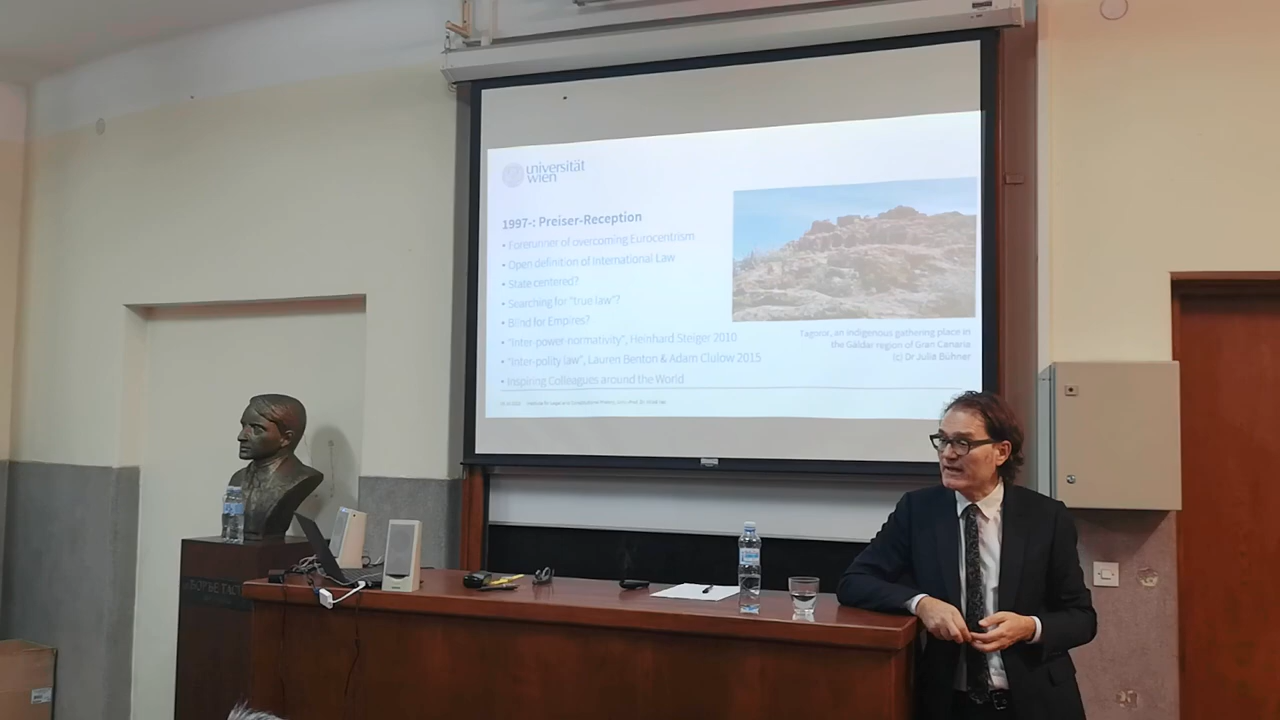 universität
wien
1997-: Preiser-Reception
• Forerunner of overcoming Eurocentrism
• Open definition of International Law
• State centered?
• Searching for "true law"?
• Blind for Empires?
• "Inter-power-normativity", Heinhard Steiger 2010
• "Inter-polity law", Lauren Benton & Adam Clulow 2015
• Inspiring Colleagues around the World
Tagoror, an indigenous gathering place in
the Gáldar region of Gran Canaria
(c) Dr Julia Bühner